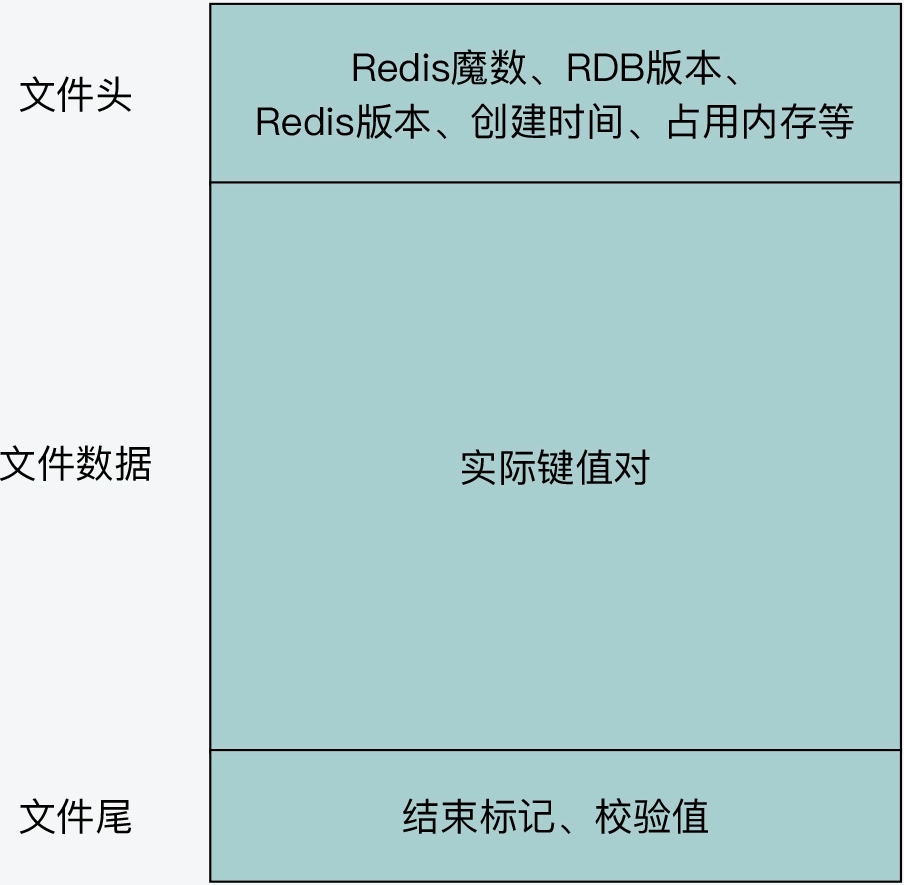 文件头
Redis魔数、RDB版本、
Redis版本、创建时间、占用内存等
文件数据
实际键值对
文件尾
结束标记、校验值